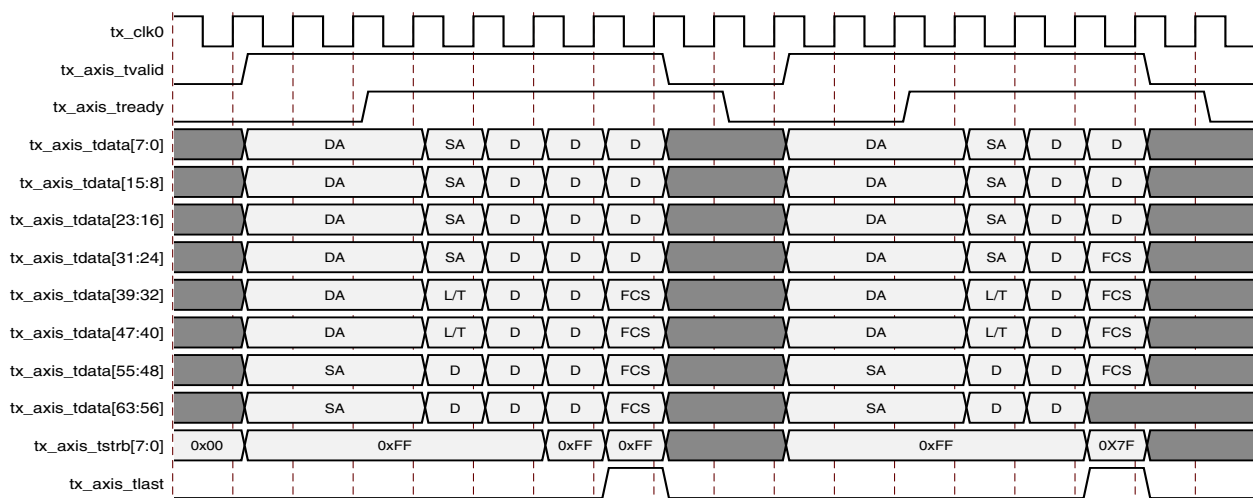 tx_clk0
tx_axis_tvalid
tx_axis_tready
tx_axis_tdata[7:0] DA SA D D D DA SA D D
tx_axis_tdata[15:8] DA SA D D D DA SA D D
tx_axis_tdata[23:16] DA SA D D D DA SA D D
tx_axis_tdata[31:24] DA SA D D D DA SA D FCS
tx_axis_tdata[39:32] DA L/T D D FCS DA L/T D FCS
tx_axis_tdata[47:40] DA L/T D D FCS DA L/T D FCS
tx_axis_tdata[55:48] SA D D D FCS SA D D FCS
tx_axis_tdata[63:56] SA D D D FCS SA D D
tx_axis_tstrb[7:0] 0x00 0xFF 0xFF 0xFF 0xFF 0X7F
tx_axis_tlast